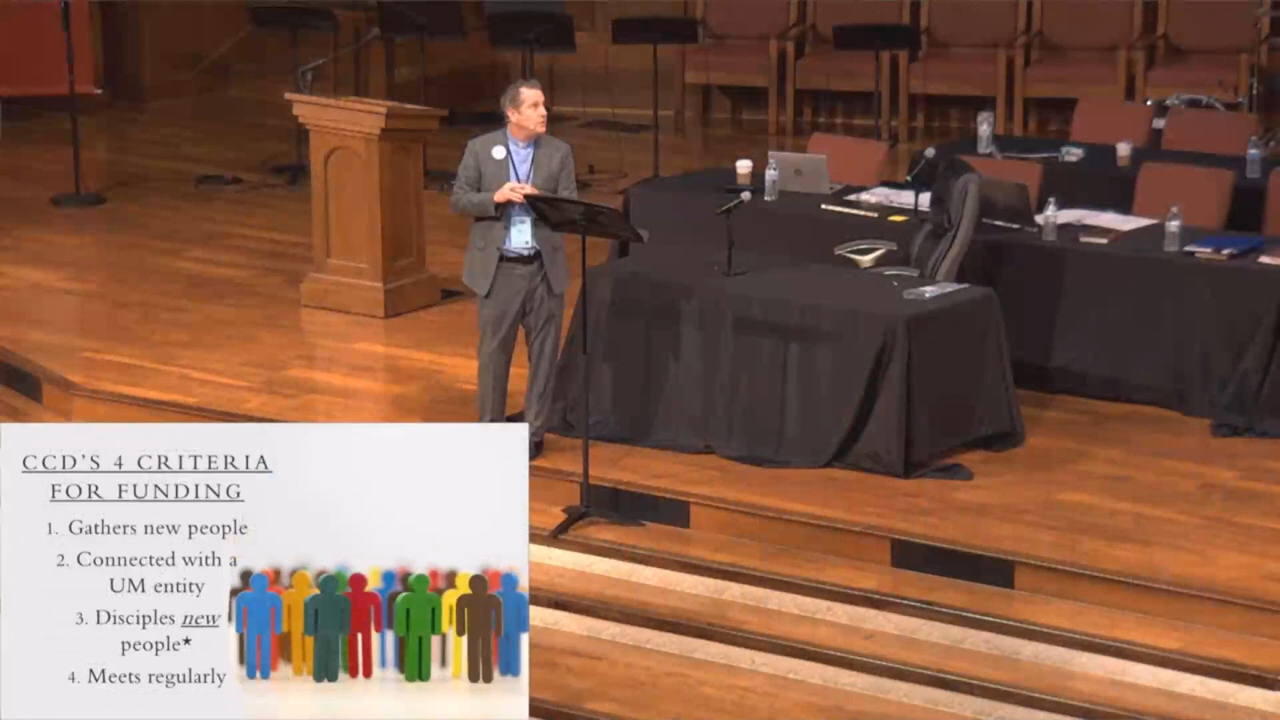 CCD'S 4 CRITERIA
FOR FUNDING
1. Gathers new people
2. Connected with a
UM entity
3. Disciples new
people*
4. Meets regularly